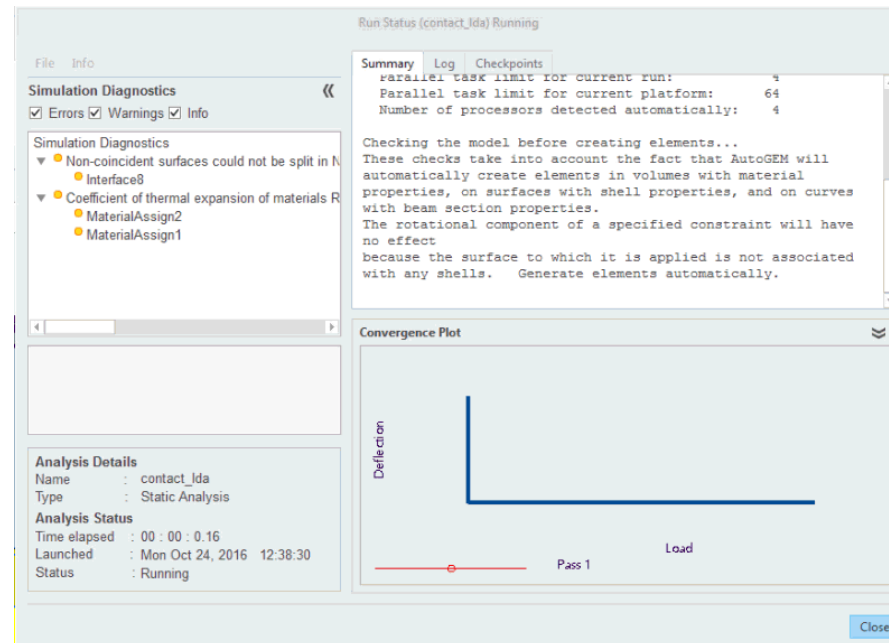 Run Status (contact_lda) Running
File Info
Simulation Diagnostics
Errors Warnings Info
Simulation Diagnostics
Non-coincident surfaces could not be split in N
Interface8
Coefficient of thermal expansion of materials R
MaterialAssign2
MaterialAssign1
Analysis Details
Name : contact_lda
Type : Static Analysis
Analysis Status
Time elapsed : 00 : 00 : 0.16
Launched : Mon Oct 24, 2016 12:38:30
Status : Running
Summary Log Checkpoints
Parallel task limit for current run: 4
Parallel task limit for current platform: 64
Number of processors detected automatically: 4
Checking the model before creating elements...
These checks take into account the fact that AutoGEM will
automatically create elements in volumes with material
properties, on surfaces with shell properties, and on curves
with beam section properties.
The rotational component of a specified constraint will have
no effect
because the surface to which it is applied is not associated
with any shells. Generate elements automatically.
Convergence Plot
Deflection
Load
Pass 1
Close